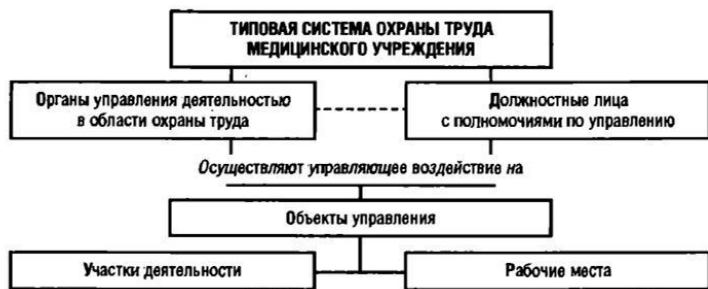 ТИПОВАЯ СИСТЕМА ОХРАНЫ ТРУДА
МЕДИЦИНСКОГО УЧРЕЖДЕНИЯ
Органы управления деятельностью
в области охраны труда
Должностные лица
с полномочиями по управлению
Осуществляют управляющее воздействие на
Объекты управления
Участки деятельности
Рабочие места